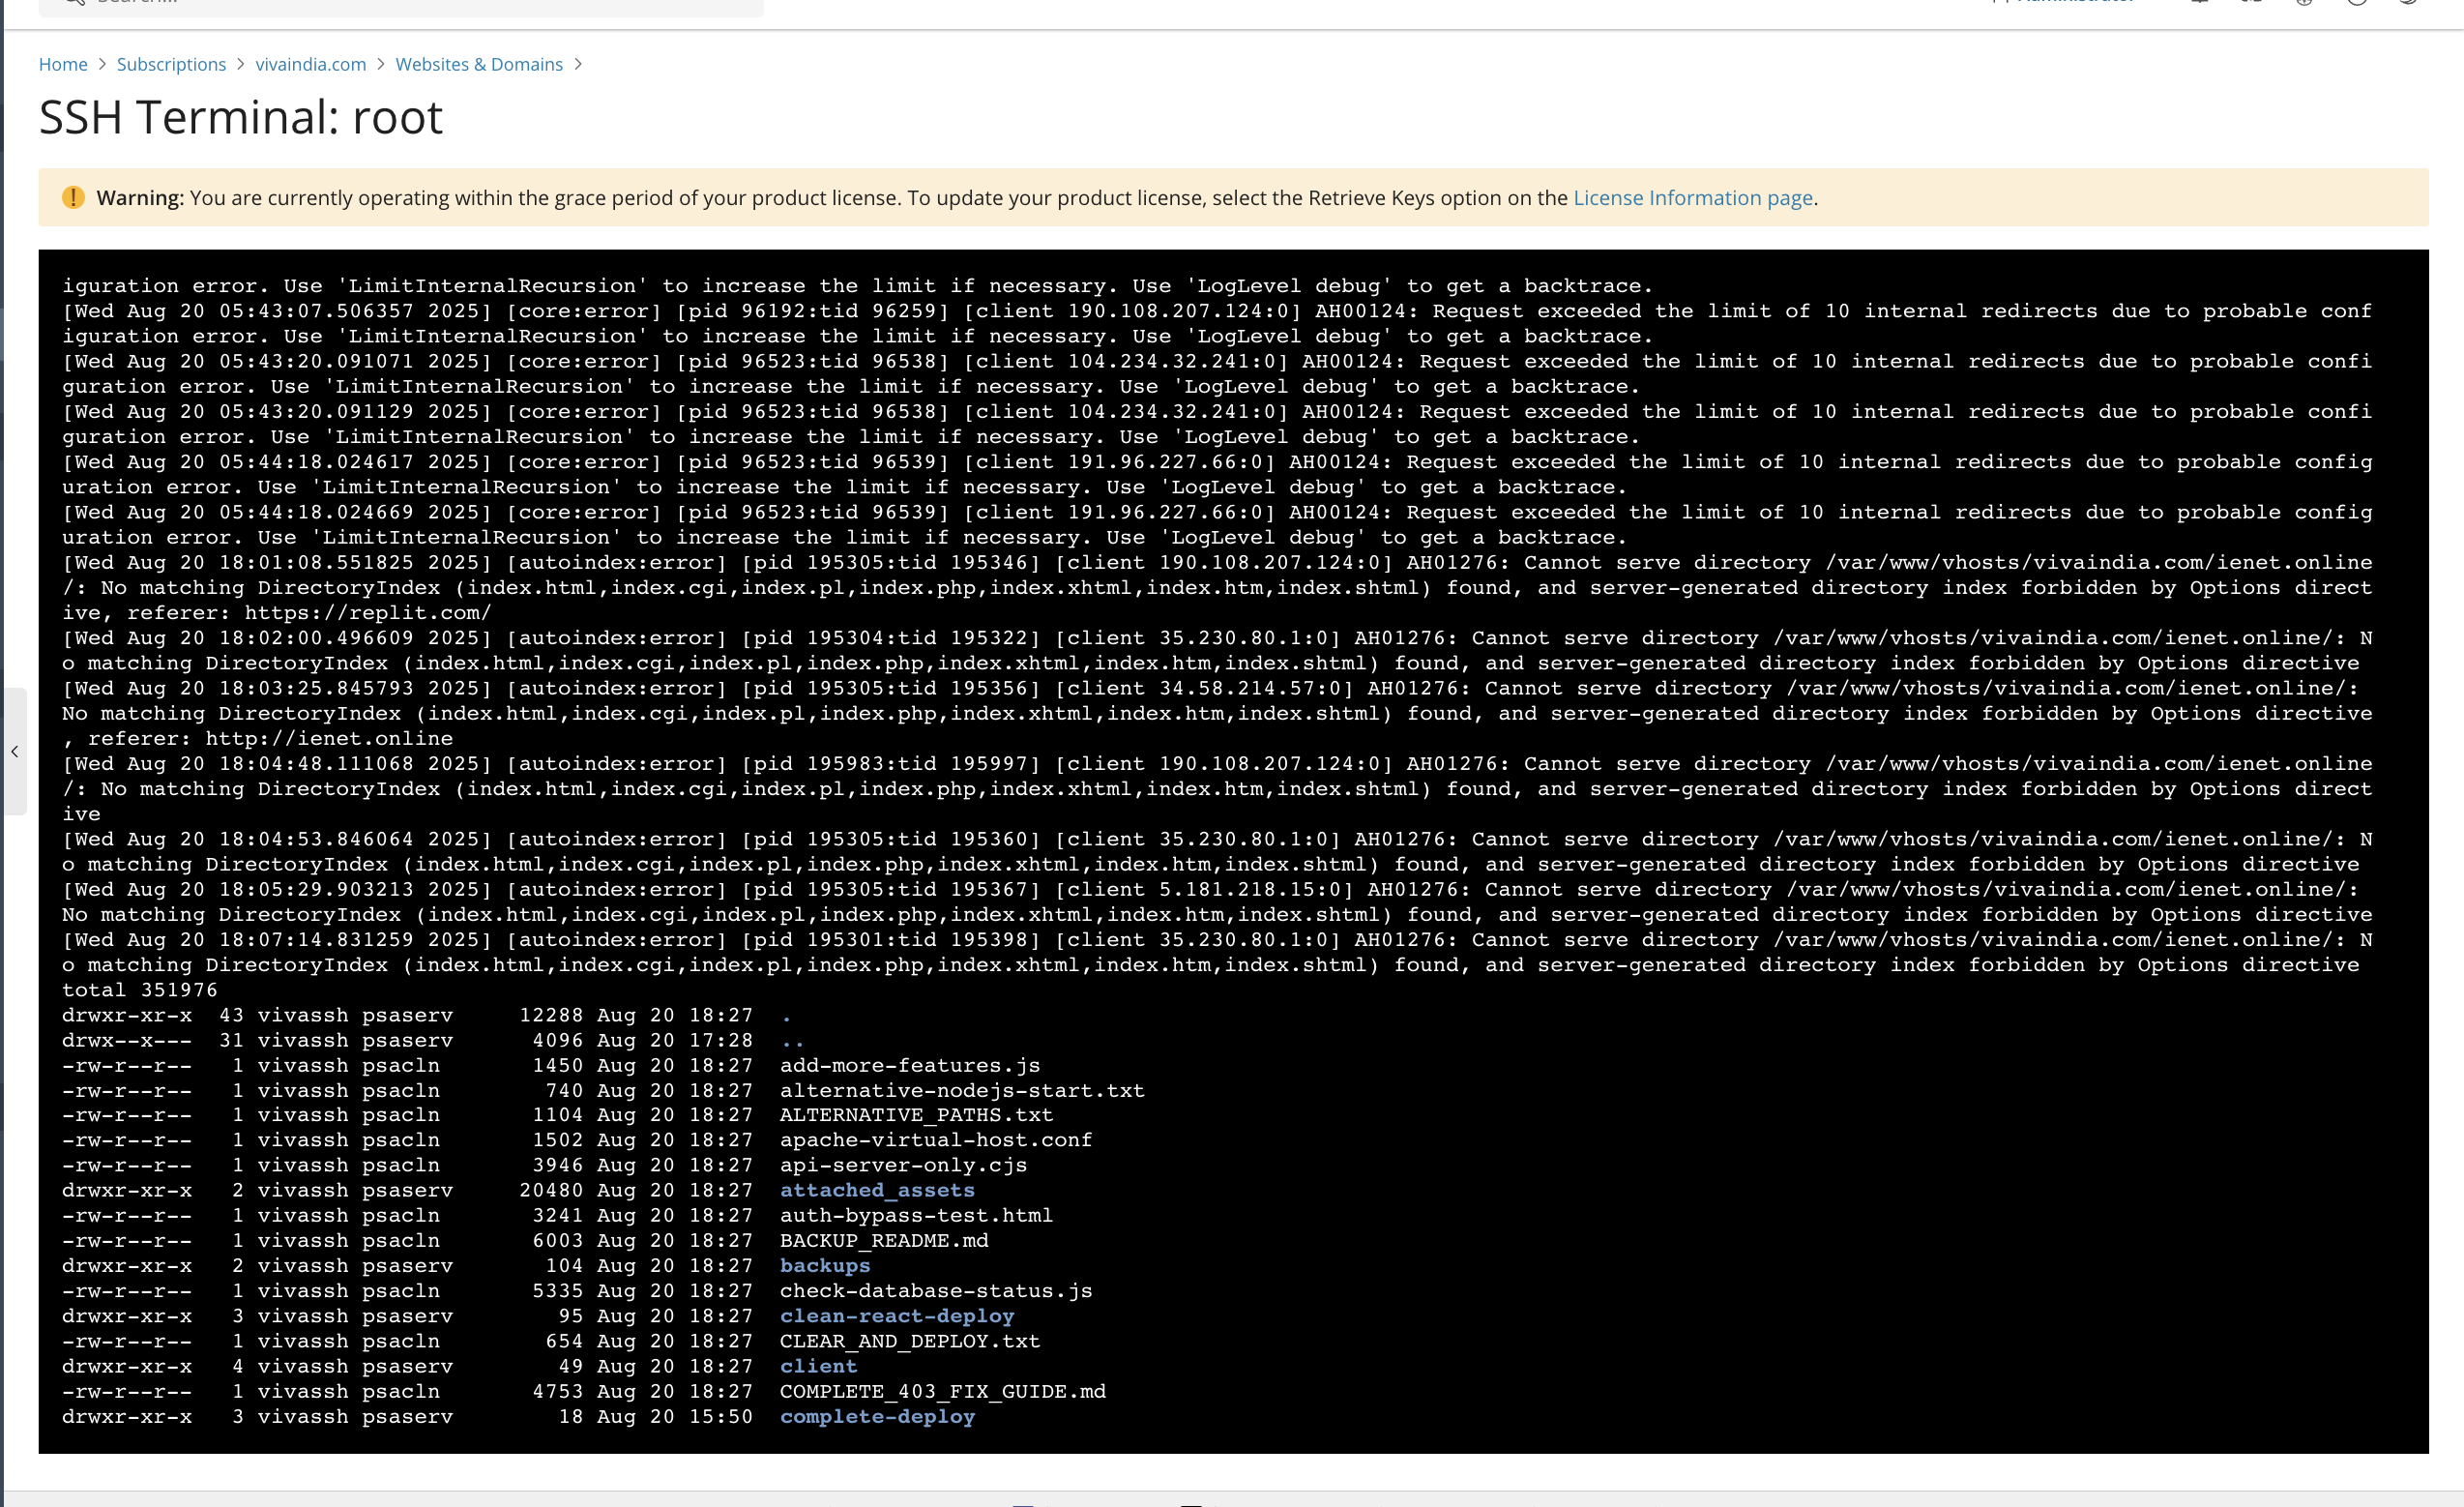 Home > Subscriptions > vivaindia.com > Websites & Domains >
SSH Terminal: root
Warning: You are currently operating within the grace period of your product license. To update your product license, select the Retrieve Keys option on the License Information page.
iguration error. Use 'LimitInternalRecursion' to increase the limit if necessary. Use 'LogLevel debug' to get a backtrace.
[Wed Aug 20 05:43:07.506357 2025] [core:error] [pid 96192:tid 96259] [client 190.108.207.124:0] AH00124: Request exceeded the limit of 10 internal redirects due to probable conf
iguration error. Use 'LimitInternalRecursion' to increase the limit if necessary. Use 'LogLevel debug' to get a backtrace.
[Wed Aug 20 05:43:20.091071 2025] [core:error] [pid 96523:tid 96538] [client 104.234.32.241:0] AH00124: Request exceeded the limit of 10 internal redirects due to probable confi
guration error. Use 'LimitInternalRecursion' to increase the limit if necessary. Use 'LogLevel debug' to get a backtrace.
[Wed Aug 20 05:43:20.091129 2025] [core:error] [pid 96523:tid 96538] [client 104.234.32.241:0] AH00124: Request exceeded the limit of 10 internal redirects due to probable confi
guration error. Use 'LimitInternalRecursion' to increase the limit if necessary. Use 'LogLevel debug' to get a backtrace.
[Wed Aug 20 05:44:18.024617 2025] [core:error] [pid 96523:tid 96539] [client 191.96.227.66:0] AH00124: Request exceeded the limit of 10 internal redirects due to probable config
uration error. Use 'LimitInternalRecursion' to increase the limit if necessary. Use 'LogLevel debug' to get a backtrace.
[Wed Aug 20 05:44:18.024669 2025] [core:error] [pid 96523:tid 96539] [client 191.96.227.66:0] AH00124: Request exceeded the limit of 10 internal redirects due to probable config
uration error. Use 'LimitInternalRecursion' to increase the limit if necessary. Use 'LogLevel debug' to get a backtrace.
[Wed Aug 20 18:01:08.551825 2025] [autoindex:error] [pid 195305:tid 195346] [client 190.108.207.124:0] AH01276: Cannot serve directory /var/www/vhosts/vivaindia.com/ienet.online
/: No matching DirectoryIndex (index.html,index.cgi,index.pl,index.php,index.xhtml,index.htm,index.shtml) found, and server-generated directory index forbidden by Options direct
ive, referer: https://replit.com/
[Wed Aug 20 18:02:00.496609 2025] [autoindex:error] [pid 195304:tid 195322] [client 35.230.80.1:0] AH01276: Cannot serve directory /var/www/vhosts/vivaindia.com/ienet.online/: N
o matching DirectoryIndex (index.html,index.cgi,index.pl,index.php,index.xhtml,index.htm,index.shtml) found, and server-generated directory index forbidden by Options directive
[Wed Aug 20 18:03:25.845793 2025] [autoindex:error] [pid 195305:tid 195356] [client 34.58.214.57:0] AH01276: Cannot serve directory /var/www/vhosts/vivaindia.com/ienet.online/:
No matching DirectoryIndex (index.html,index.cgi,index.pl,index.php,index.xhtml,index.htm,index.shtml) found, and server-generated directory index forbidden by Options directive
, referer: http://ienet.online
[Wed Aug 20 18:04:48.111068 2025] [autoindex:error] [pid 195983:tid 195997] [client 190.108.207.124:0] AH01276: Cannot serve directory /var/www/vhosts/vivaindia.com/ienet.online
/: No matching DirectoryIndex (index.html,index.cgi,index.pl,index.php,index.xhtml,index.htm,index.shtml) found, and server-generated directory index forbidden by Options direct
ive
[Wed Aug 20 18:04:53.846064 2025] [autoindex:error] [pid 195305:tid 195360] [client 35.230.80.1:0] AH01276: Cannot serve directory /var/www/vhosts/vivaindia.com/ienet.online/: N
o matching DirectoryIndex (index.html,index.cgi,index.pl,index.php,index.xhtml,index.htm,index.shtml) found, and server-generated directory index forbidden by Options directive
[Wed Aug 20 18:05:29.903213 2025] [autoindex:error] [pid 195305:tid 195367] [client 5.181.218.15:0] AH01276: Cannot serve directory /var/www/vhosts/vivaindia.com/ienet.online/:
No matching DirectoryIndex (index.html,index.cgi,index.pl,index.php,index.xhtml,index.htm,index.shtml) found, and server-generated directory index forbidden by Options directive
[Wed Aug 20 18:07:14.831259 2025] [autoindex:error] [pid 195301:tid 195398] [client 35.230.80.1:0] AH01276: Cannot serve directory /var/www/vhosts/vivaindia.com/ienet.online/: N
o matching DirectoryIndex (index.html,index.cgi,index.pl,index.php,index.xhtml,index.htm,index.shtml) found, and server-generated directory index forbidden by Options directive
total 351976
drwxr-xr-x 43 vivassh psaserv 12288 Aug 20 18:27 .
drwx--x--- 31 vivassh psaserv 4096 Aug 20 17:28 ..
-rw-r--r-- 1 vivassh psacln 1450 Aug 20 18:27 add-more-features.js
-rw-r--r-- 1 vivassh psacln 740 Aug 20 18:27 alternative-nodejs-start.txt
-rw-r--r-- 1 vivassh psacln 1104 Aug 20 18:27 ALTERNATIVE_PATHS.txt
-rw-r--r-- 1 vivassh psacln 1502 Aug 20 18:27 apache-virtual-host.conf
-rw-r--r-- 1 vivassh psacln 3946 Aug 20 18:27 api-server-only.cjs
drwxr-xr-x 2 vivassh psaserv 20480 Aug 20 18:27 attached_assets
-rw-r--r-- 1 vivassh psacln 3241 Aug 20 18:27 auth-bypass-test.html
-rw-r--r-- 1 vivassh psacln 6003 Aug 20 18:27 BACKUP_README.md
drwxr-xr-x 2 vivassh psaserv 104 Aug 20 18:27 backups
-rw-r--r-- 1 vivassh psacln 5335 Aug 20 18:27 check-database-status.js
drwxr-xr-x 3 vivassh psaserv 95 Aug 20 18:27 clean-react-deploy
-rw-r--r-- 1 vivassh psacln 654 Aug 20 18:27 CLEAR_AND_DEPLOY.txt
drwxr-xr-x 4 vivassh psaserv 49 Aug 20 18:27 client
-rw-r--r-- 1 vivassh psacln 4753 Aug 20 18:27 COMPLETE_403_FIX_GUIDE.md
drwxr-xr-x 3 vivassh psaserv 18 Aug 20 15:50 complete-deploy